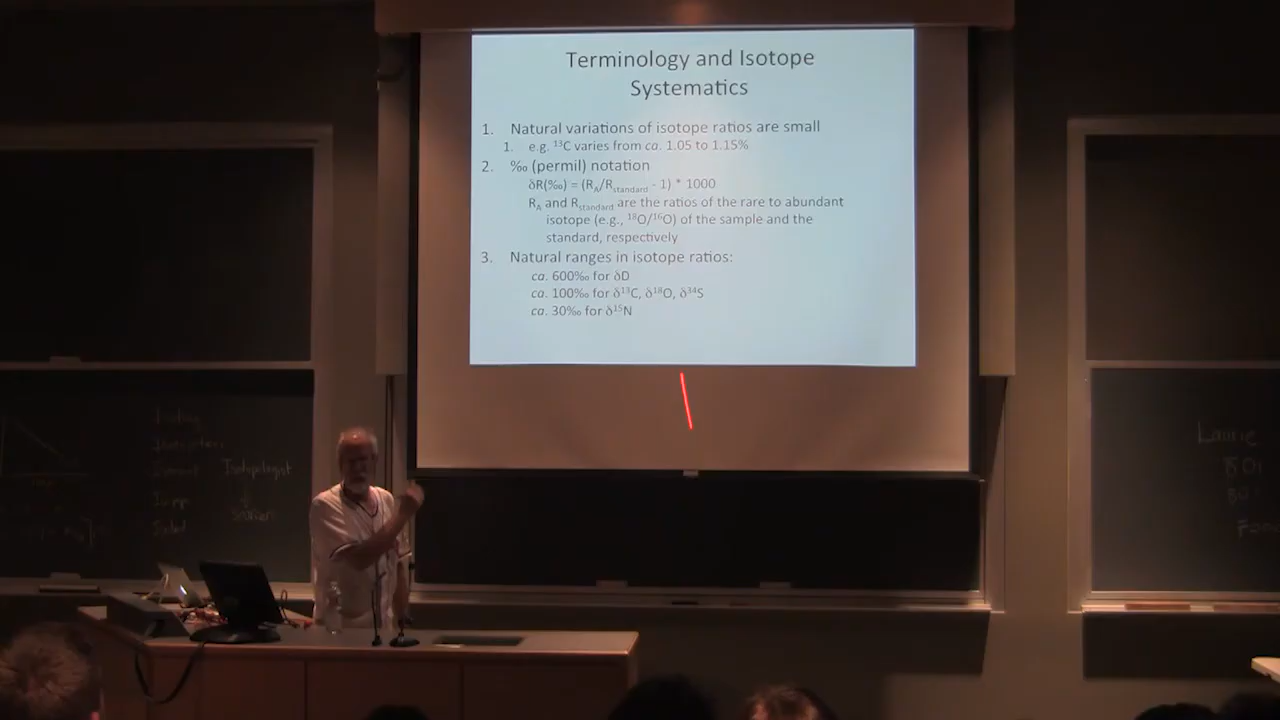 Terminology and Isotope
Systematics
1. Natural variations of isotope ratios are small
1. e.g. ¹³C varies from ca. 1.05 to 1.15%
2. ‰ (permil) notation
δR(‰) = (R_A/R_standard - 1) * 1000
R_A and R_standard are the ratios of the rare to abundant
isotope (e.g., ¹⁸O/¹⁶O) of the sample and the
standard, respectively
3. Natural ranges in isotope ratios:
ca. 600‰ for δD
ca. 100‰ for δ¹³C, δ¹⁸O, δ³⁴S
ca. 30‰ for δ¹⁵N
Isotopologist